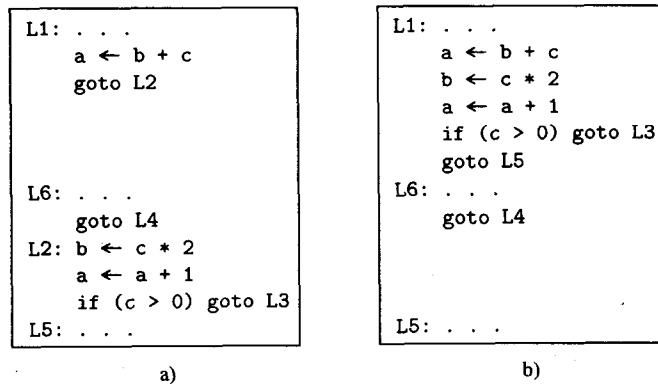 L1: . . .
a ← b + c
goto L2
L6: . . .
goto L4
L2: b ← c * 2
a ← a + 1
if (c > 0) goto L3
L5: . . .
a)
L1: . . .
a ← b + c
b ← c * 2
a ← a + 1
if (c > 0) goto L3
goto L5
L6: . . .
goto L4
L5: . . .
b)